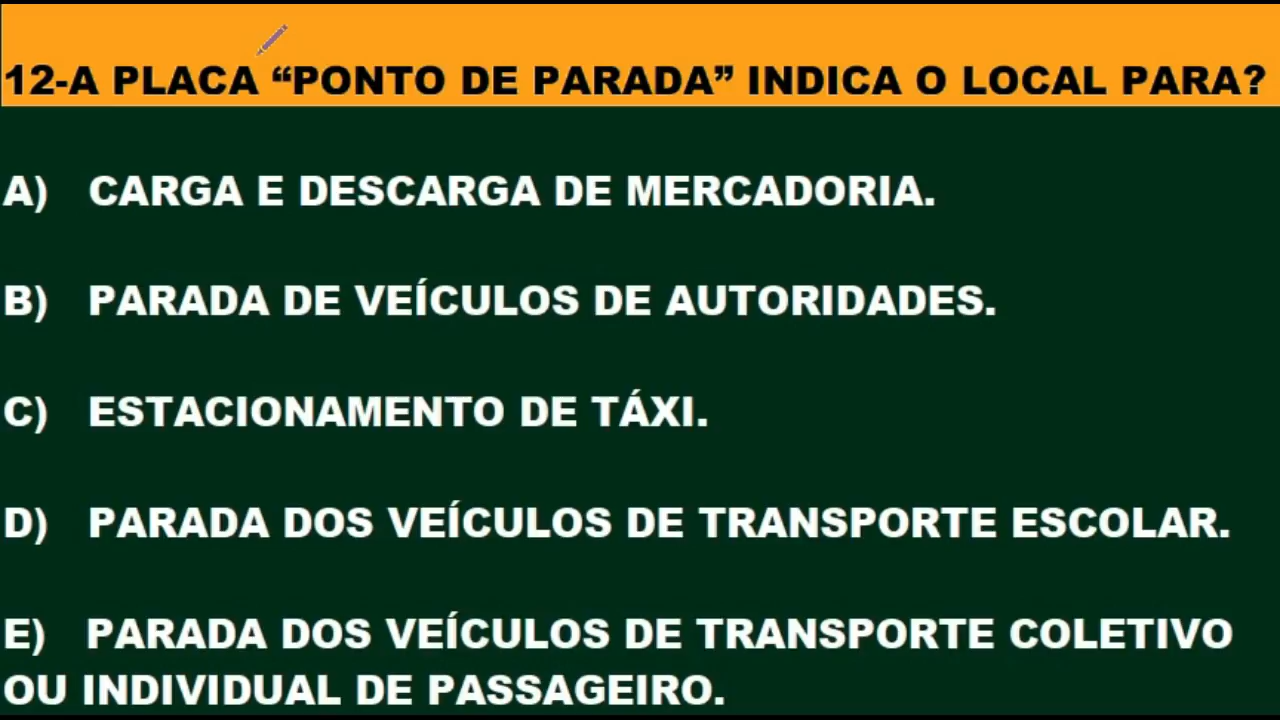 12-A PLACA “PONTO DE PARADA” INDICA O LOCAL PARA?
A) CARGA E DESCARGA DE MERCADORIA.
B) PARADA DE VEÍCULOS DE AUTORIDADES.
C) ESTACIONAMENTO DE TÁXI.
D) PARADA DOS VEÍCULOS DE TRANSPORTE ESCOLAR.
E) PARADA DOS VEÍCULOS DE TRANSPORTE COLETIVO
OU INDIVIDUAL DE PASSAGEIRO.